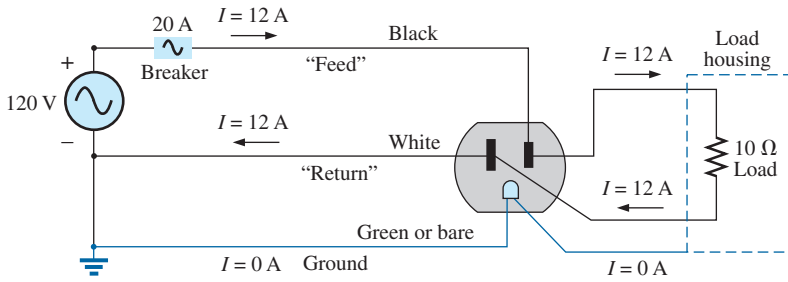 20 A
I = 12 A
Breaker
"Feed"
Black
+
120 V
−
I = 12 A
White
"Return"
Green or bare
I = 0 A
Ground
I = 12 A
Load
housing
10 Ω
Load
I = 12 A
I = 0 A